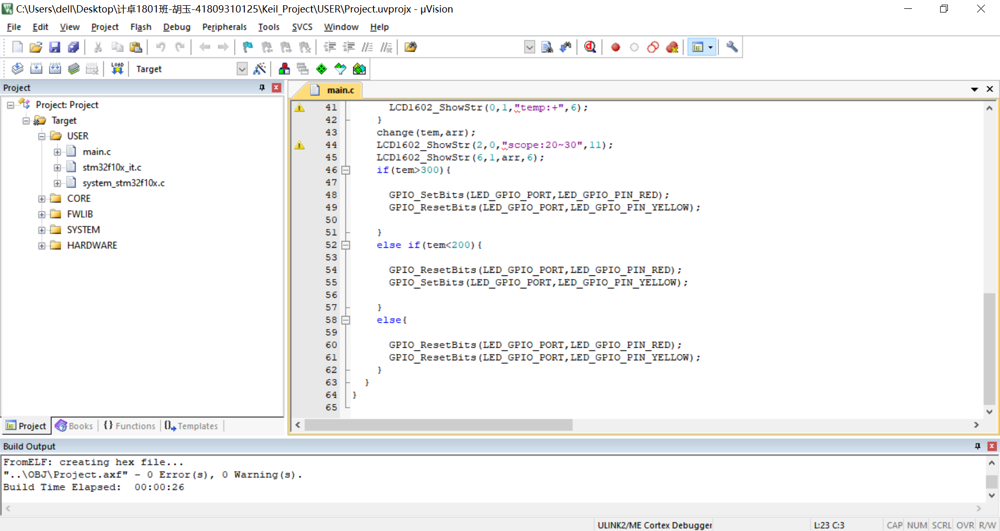 C:\Users\dell\Desktop\计卓1801班-胡玉-41809310125\Keil_Project\USER\Project.uvprojx - µVision
File Edit View Project Flash Debug Peripherals Tools SVCS Window Help
LOAD Target
Project
main.c
Project: Project
Target
USER
main.c
stm32f10x_it.c
system_stm32f10x.c
CORE
FWLIB
SYSTEM
HARDWARE
41 LCD1602_ShowStr(0,1,"temp:+",6);
42 }
43 change(tem,arr);
44 LCD1602_ShowStr(2,0,"scope:20~30",11);
45 LCD1602_ShowStr(6,1,arr,6);
46 if(tem>300){
47
48 GPIO_SetBits(LED_GPIO_PORT,LED_GPIO_PIN_RED);
49 GPIO_ResetBits(LED_GPIO_PORT,LED_GPIO_PIN_YELLOW);
50
51 }
52 else if(tem<200){
53
54 GPIO_ResetBits(LED_GPIO_PORT,LED_GPIO_PIN_RED);
55 GPIO_SetBits(LED_GPIO_PORT,LED_GPIO_PIN_YELLOW);
56
57 }
58 else{
59
60 GPIO_ResetBits(LED_GPIO_PORT,LED_GPIO_PIN_RED);
61 GPIO_ResetBits(LED_GPIO_PORT,LED_GPIO_PIN_YELLOW);
62 }
63 }
64 }
65
Project Books {} Functions Templates
Build Output
FromELF: creating hex file...
"..\OBJ\Project.axf" - 0 Error(s), 0 Warning(s).
Build Time Elapsed:  00:00:26
ULINK2/ME Cortex Debugger L:23 C:3 CAP NUM SCRL OVR R/W